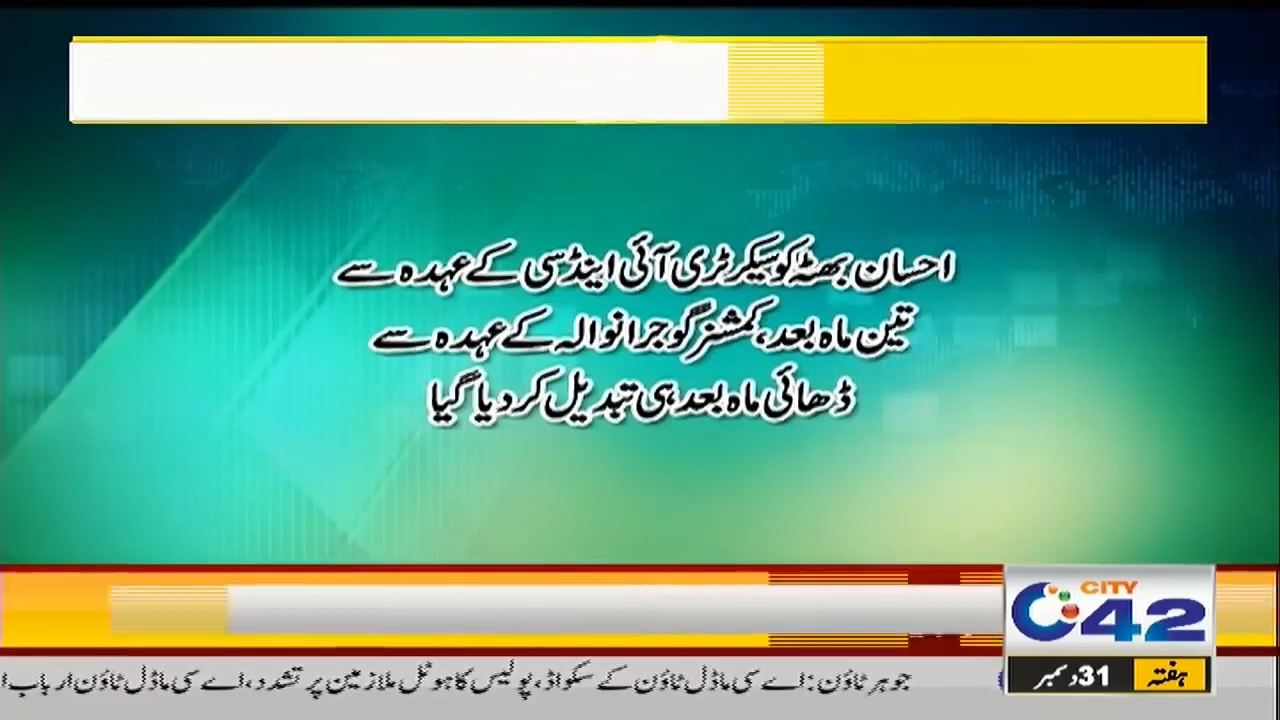 احسان بھٹہ کو سیکرٹری آئی اینڈ سی کے عہدہ سے
تین ماہ بعد، کمشنر گوجرانوالہ کے عہدہ سے
ڈھائی ماہ بعد ہی تبدیل کر دیا گیا
CITY
42
جوہر ٹاؤن: اے سی ماڈل ٹاؤن کے سکواڈ، پولیس کا ہوٹل ملازمین پر تشدد، اے سی ماڈل ٹاؤن ارباب
ہفتہ 31 دسمبر